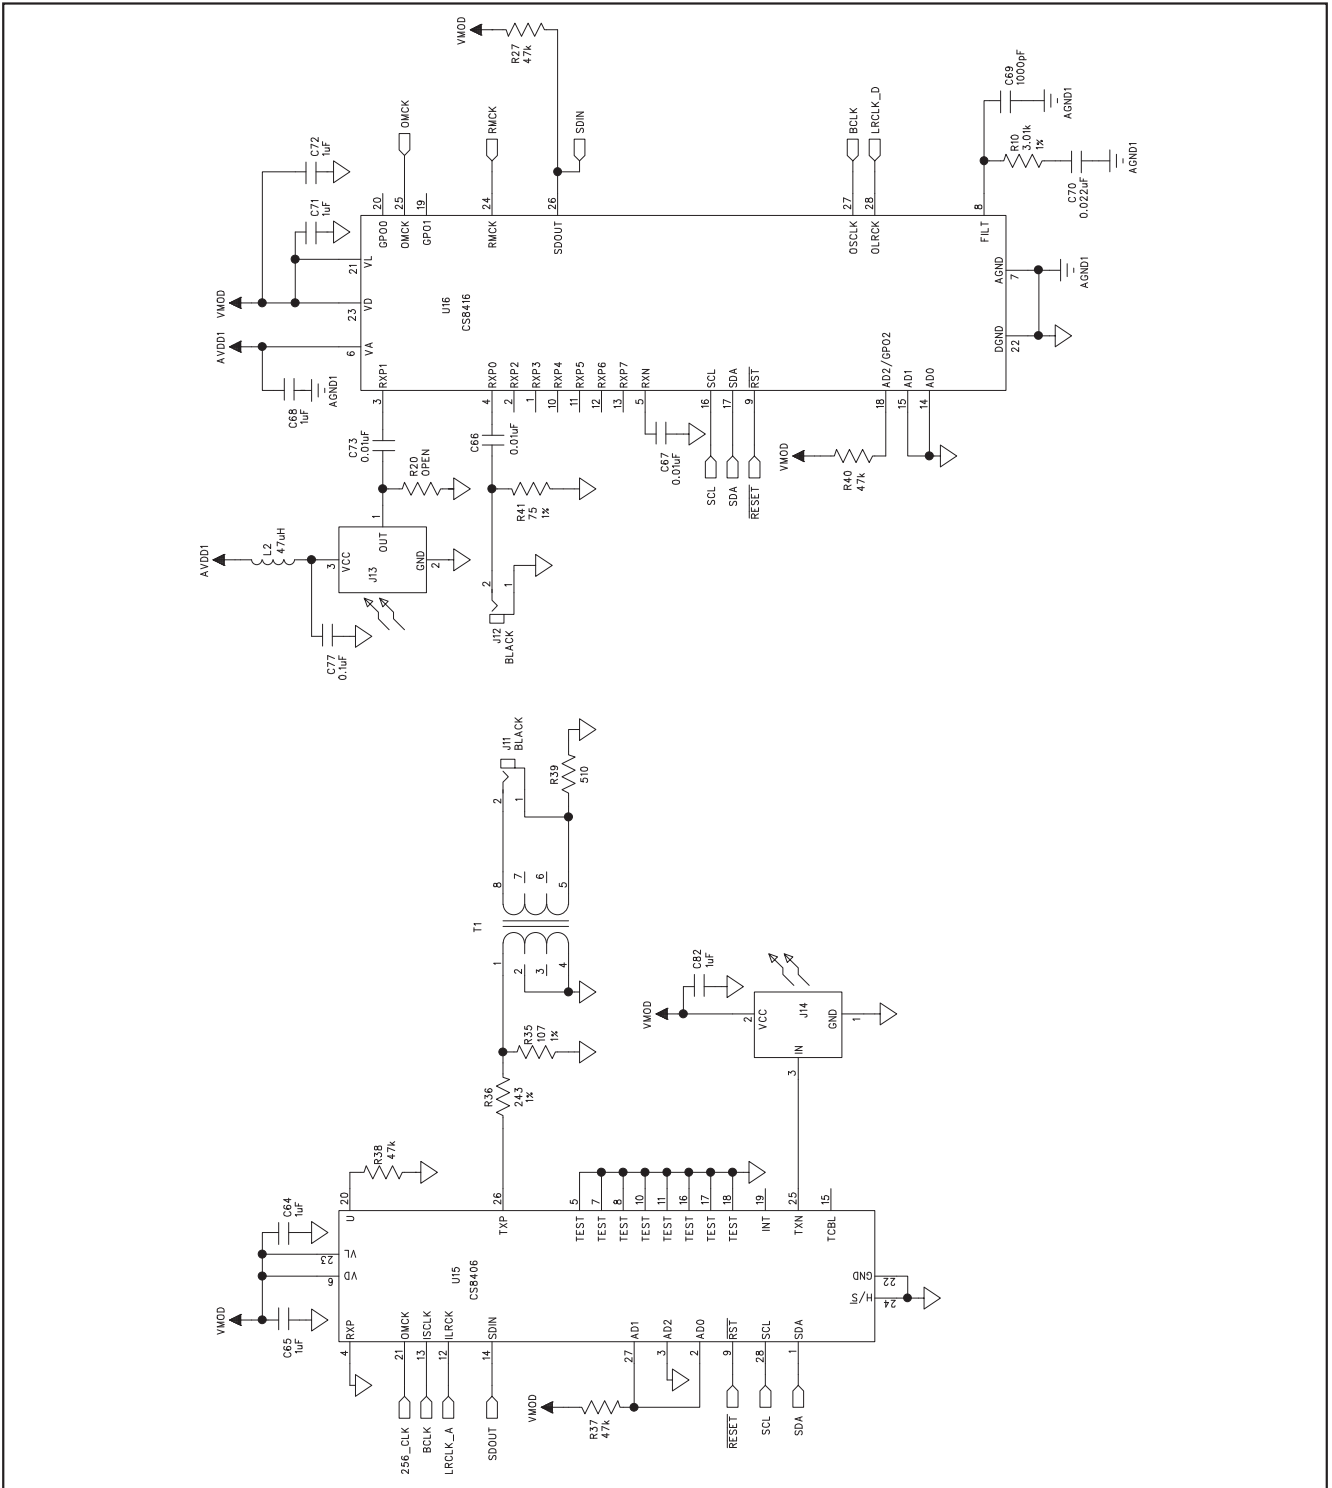 VMOD
R27
47k
C69
1000pF
AGND1
R10
3.01k
1%
C70
0.022uF
AGND1
OMCK
RMCK
SDIN
BCLK
LRCLK_D
C72
1uF
C71
1uF
20
25
19
24
26
27
28
8
GPO0
OMCK
GPO1
RMCK
SDOUT
OSCLK
OLRCK
FILT
VMOD
AVDD1
21
VL
23
VD
6
VA
U16
CS8416
AGND
7
AGND1
DGND
22
C68
1uF
AGND1
RXP1
RXP0
RXP2
RXP3
RXP4
RXP5
RXP6
RXP7
RXN
SCL
SDA
RST
AD2/GPO2
AD1
AD0
3
4
2
1
10
11
12
13
5
16
17
9
18
15
14
C73
0.01uF
R20
OPEN
C66
0.01uF
C67
0.01uF
SCL
SDA
RESET
VMOD
R40
47k
R41
75
1%
AVDD1
L2
47uH
3
VCC
1
OUT
J13
GND
2
C77
0.1uF
2
1
J12
BLACK
J11
BLACK
2
1
R39
510
8
7
6
5
T1
1
2
3
4
R35
107
1%
R36
243
1%
VMOD
C82
1uF
2
VCC
J14
GND
1
IN
3
R38
47k
20
26
5
7
8
10
11
16
17
18
19
25
15
U
TXP
TEST
TEST
TEST
TEST
TEST
TEST
TEST
TEST
INT
TXN
TCBL
VMOD
C64
1uF
C65
1uF
23
VL
6
VD
U15
CS8406
GND
22
H/S
24
RXP
OMCK
ISCLK
ILRCK
SDIN
AD1
AD2
AD0
RST
SCL
SDA
4
21
13
12
14
27
3
2
9
28
1
256_CLK
BCLK
LRCLK_A
SDOUT
VMOD
R37
47k
RESET
SCL
SDA